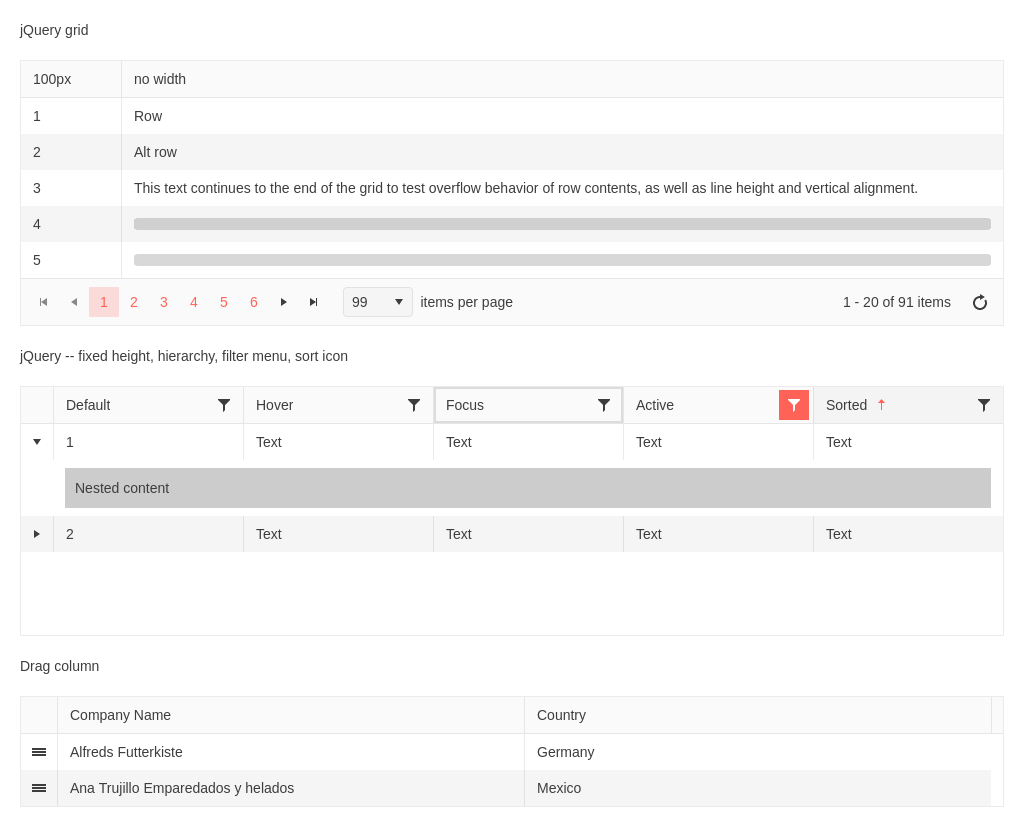 jQuery grid
100px no width
1 Row
2 Alt row
3 This text continues to the end of the grid to test overflow behavior of row contents, as well as line height and vertical alignment.
4
5
1 2 3 4 5 6 99 items per page 1 - 20 of 91 items
jQuery -- fixed height, hierarchy, filter menu, sort icon
Default Hover Focus Active Sorted
1 Text Text Text Text
Nested content
2 Text Text Text Text
Drag column
Company Name Country
Alfreds Futterkiste Germany
Ana Trujillo Emparedados y helados Mexico